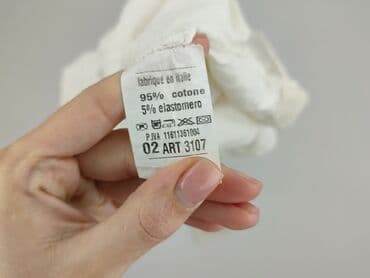 fabriqué en Italie
95% cotone
5% elastomero
P.IVA 11611361004
02 ART 3107